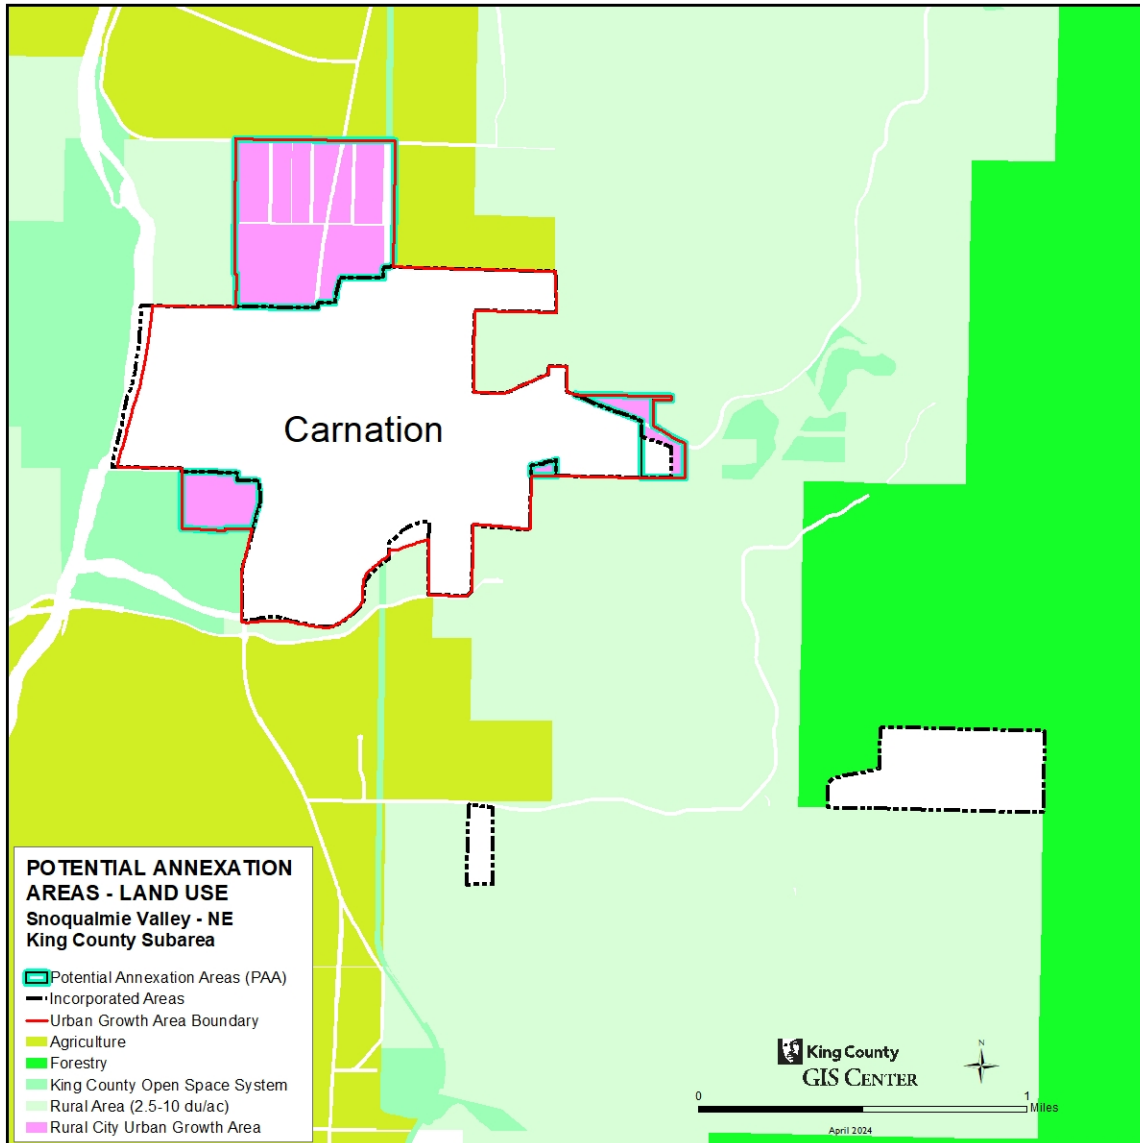 Carnation
POTENTIAL ANNEXATION
AREAS - LAND USE
Snoqualmie Valley - NE
King County Subarea
Potential Annexation Areas (PAA)
Incorporated Areas
Urban Growth Area Boundary
Agriculture
Forestry
King County Open Space System
Rural Area (2.5-10 du/ac)
Rural City Urban Growth Area
King County
GIS CENTER
N
0 1
Miles
April 2024